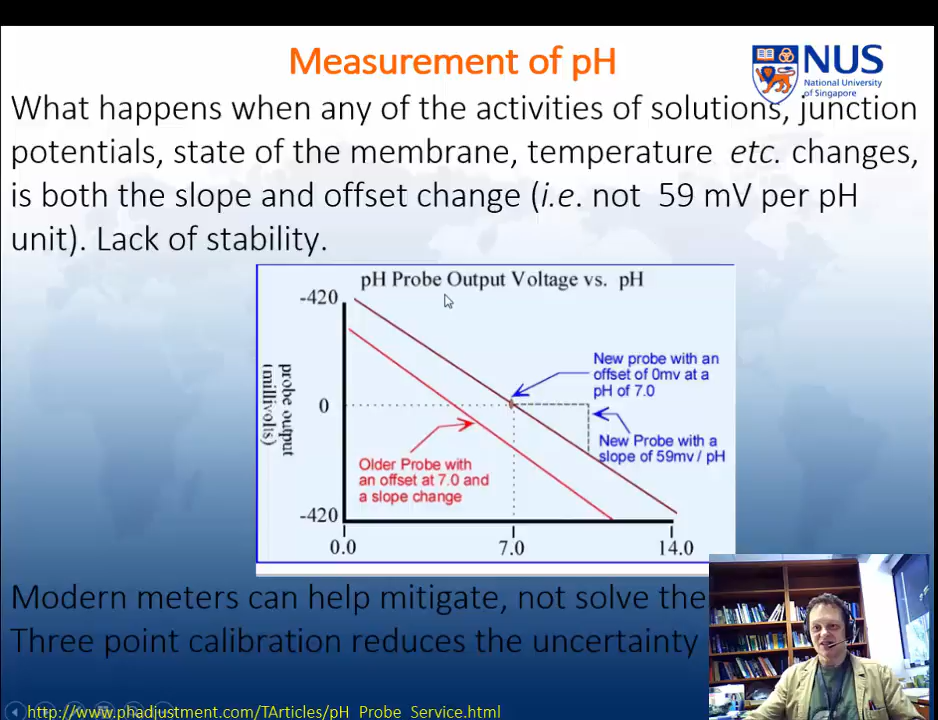 Measurement of pH
NUS
National University
of Singapore
What happens when any of the activities of solutions, junction
potentials, state of the membrane, temperature etc. changes,
is both the slope and offset change (i.e. not 59 mV per pH
unit). Lack of stability.
pH Probe Output Voltage vs. pH
-420
New probe with an
offset of 0mv at a
pH of 7.0
probe output
(millivolts)
0
New Probe with a
slope of 59mv / pH
Older Probe with
an offset at 7.0 and
a slope change
-420
0.0
7.0
14.0
Modern meters can help mitigate, not solve the
Three point calibration reduces the uncertainty
http://www.phadjustment.com/TArticles/pH_Probe_Service.html